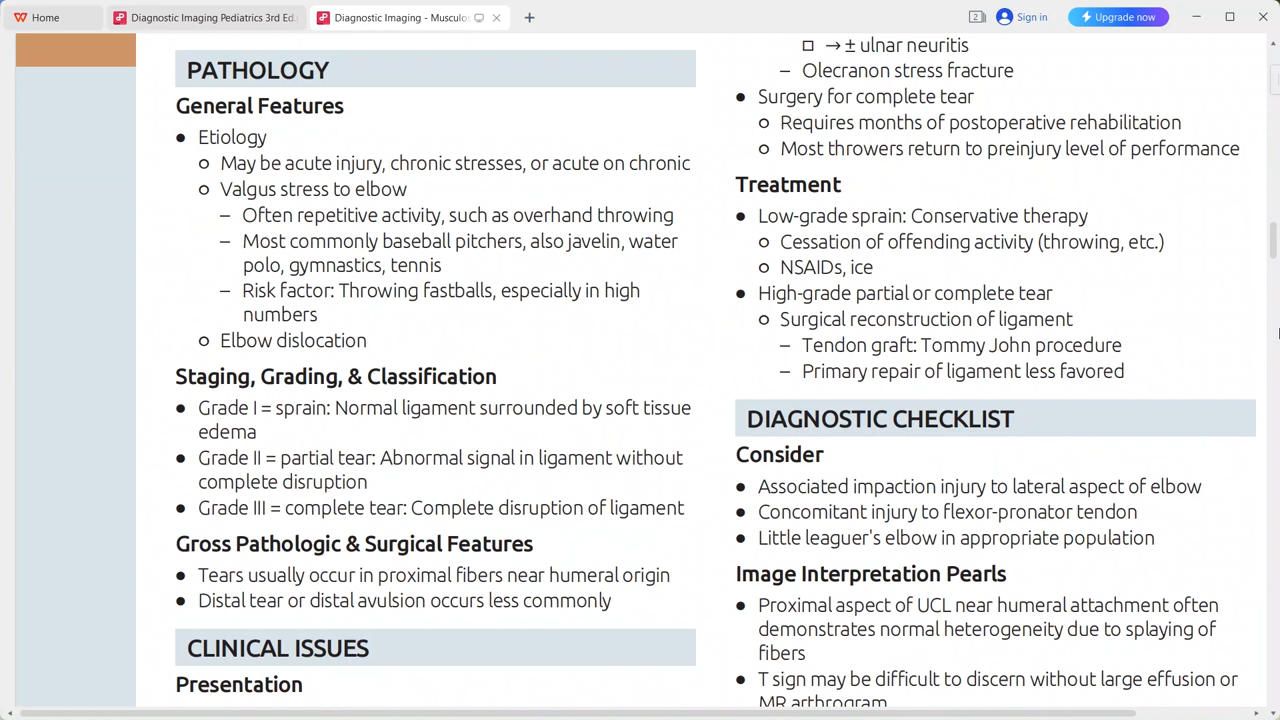 Home
Diagnostic Imaging Pediatrics 3rd Ed.
Diagnostic Imaging - Musculos
2
Sign in
Upgrade now
PATHOLOGY
General Features
● Etiology
○ May be acute injury, chronic stresses, or acute on chronic
○ Valgus stress to elbow
– Often repetitive activity, such as overhand throwing
– Most commonly baseball pitchers, also javelin, water
polo, gymnastics, tennis
– Risk factor: Throwing fastballs, especially in high
numbers
○ Elbow dislocation
Staging, Grading, & Classification
● Grade I = sprain: Normal ligament surrounded by soft tissue
edema
● Grade II = partial tear: Abnormal signal in ligament without
complete disruption
● Grade III = complete tear: Complete disruption of ligament
Gross Pathologic & Surgical Features
● Tears usually occur in proximal fibers near humeral origin
● Distal tear or distal avulsion occurs less commonly
CLINICAL ISSUES
Presentation
□ → ± ulnar neuritis
– Olecranon stress fracture
● Surgery for complete tear
○ Requires months of postoperative rehabilitation
○ Most throwers return to preinjury level of performance
Treatment
● Low-grade sprain: Conservative therapy
○ Cessation of offending activity (throwing, etc.)
○ NSAIDs, ice
● High-grade partial or complete tear
○ Surgical reconstruction of ligament
– Tendon graft: Tommy John procedure
– Primary repair of ligament less favored
DIAGNOSTIC CHECKLIST
Consider
● Associated impaction injury to lateral aspect of elbow
● Concomitant injury to flexor-pronator tendon
● Little leaguer's elbow in appropriate population
Image Interpretation Pearls
● Proximal aspect of UCL near humeral attachment often
demonstrates normal heterogeneity due to splaying of
fibers
● T sign may be difficult to discern without large effusion or
MR arthrogram